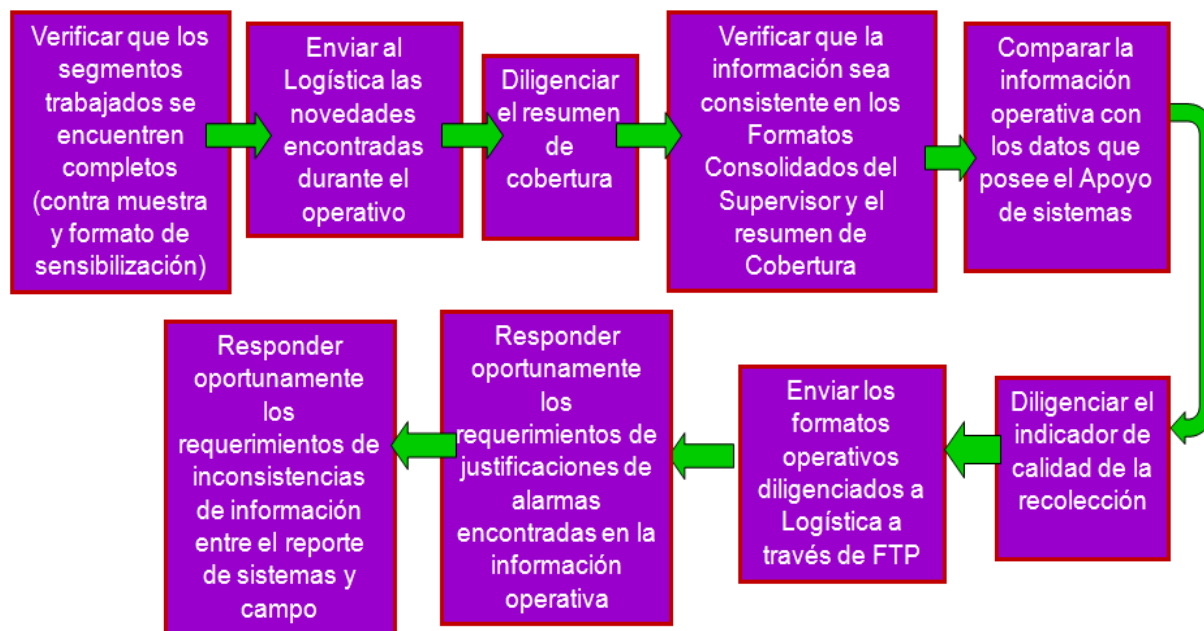 Verificar que los
segmentos
trabajados se
encuentren
completos
(contra muestra
y formato de
sensibilización)
Enviar al
Logística las
novedades
encontradas
durante el
operativo
Diligenciar
el resumen
de
cobertura
Verificar que la
información sea
consistente en los
Formatos
Consolidados del
Supervisor y el
resumen de
Cobertura
Comparar la
información
operativa con
los datos que
posee el Apoyo
de sistemas
Diligenciar el
indicador de
calidad de la
recolección
Enviar los
formatos
operativos
diligenciados a
Logística a
través de FTP
Responder
oportunamente
los
requerimientos de
justificaciones de
alarmas
encontradas en la
información
operativa
Responder
oportunamente
los
requerimientos de
inconsistencias
de información
entre el reporte
de sistemas y
campo